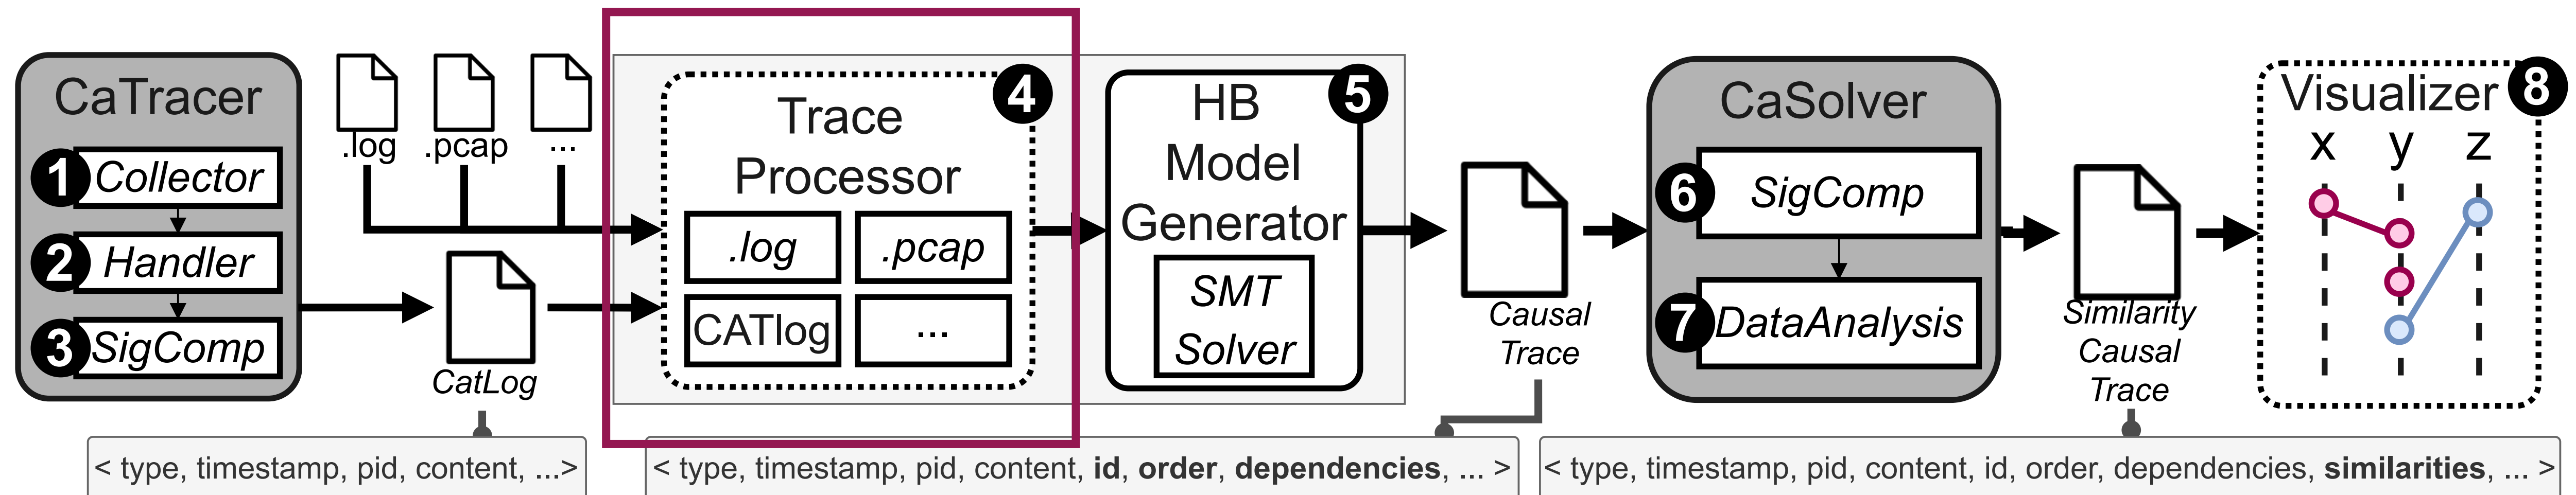 CaTracer
1 Collector
2 Handler
3 SigComp
.log
.pcap
...
CatLog
< type, timestamp, pid, content, ...>
4
Trace
Processor
.log
.pcap
CATlog
...
5
HB
Model
Generator
SMT
Solver
Causal
Trace
< type, timestamp, pid, content, id, order, dependencies, ... >
CaSolver
6 SigComp
7 DataAnalysis
Similarity
Causal
Trace
< type, timestamp, pid, content, id, order, dependencies, similarities, ... >
Visualizer 8
x y z